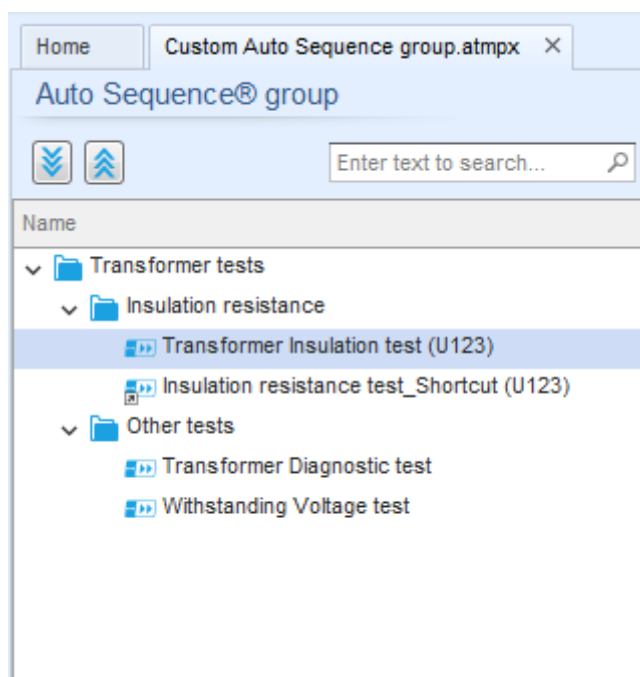 Home Custom Auto Sequence group.atmpx
Auto Sequence® group
Enter text to search...
Name
Transformer tests
Insulation resistance
Transformer Insulation test (U123)
Insulation resistance test_Shortcut (U123)
Other tests
Transformer Diagnostic test
Withstanding Voltage test